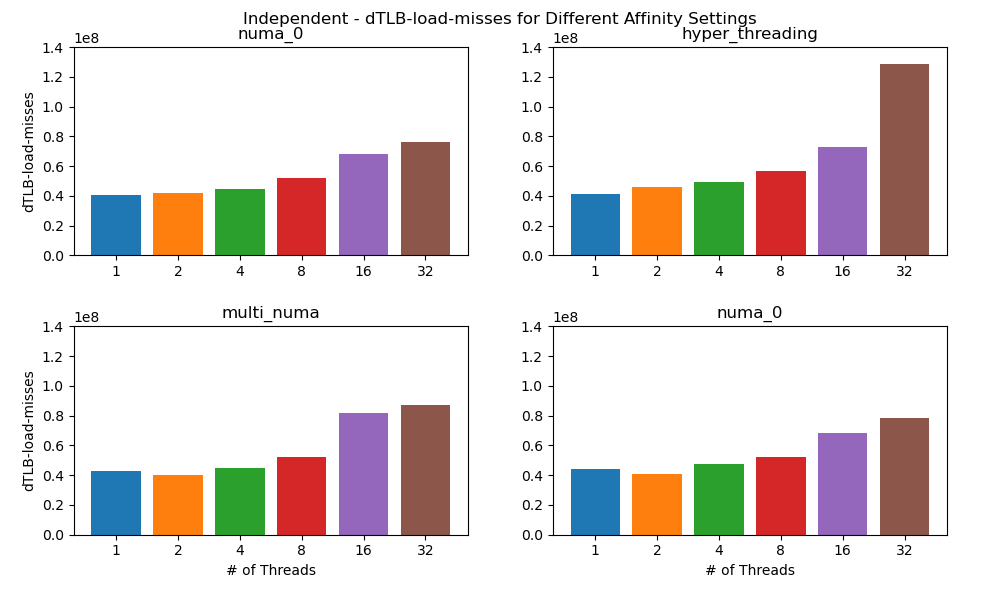 Independent - dTLB-load-misses for Different Affinity Settings
numa_0
1e8
dTLB-load-misses
1.4
1.2
1.0
0.8
0.6
0.4
0.2
0.0
1 2 4 8 16 32
hyper_threading
1e8
1.4
1.2
1.0
0.8
0.6
0.4
0.2
0.0
1 2 4 8 16 32
multi_numa
1e8
dTLB-load-misses
1.4
1.2
1.0
0.8
0.6
0.4
0.2
0.0
1 2 4 8 16 32
# of Threads
numa_0
1e8
1.4
1.2
1.0
0.8
0.6
0.4
0.2
0.0
1 2 4 8 16 32
# of Threads